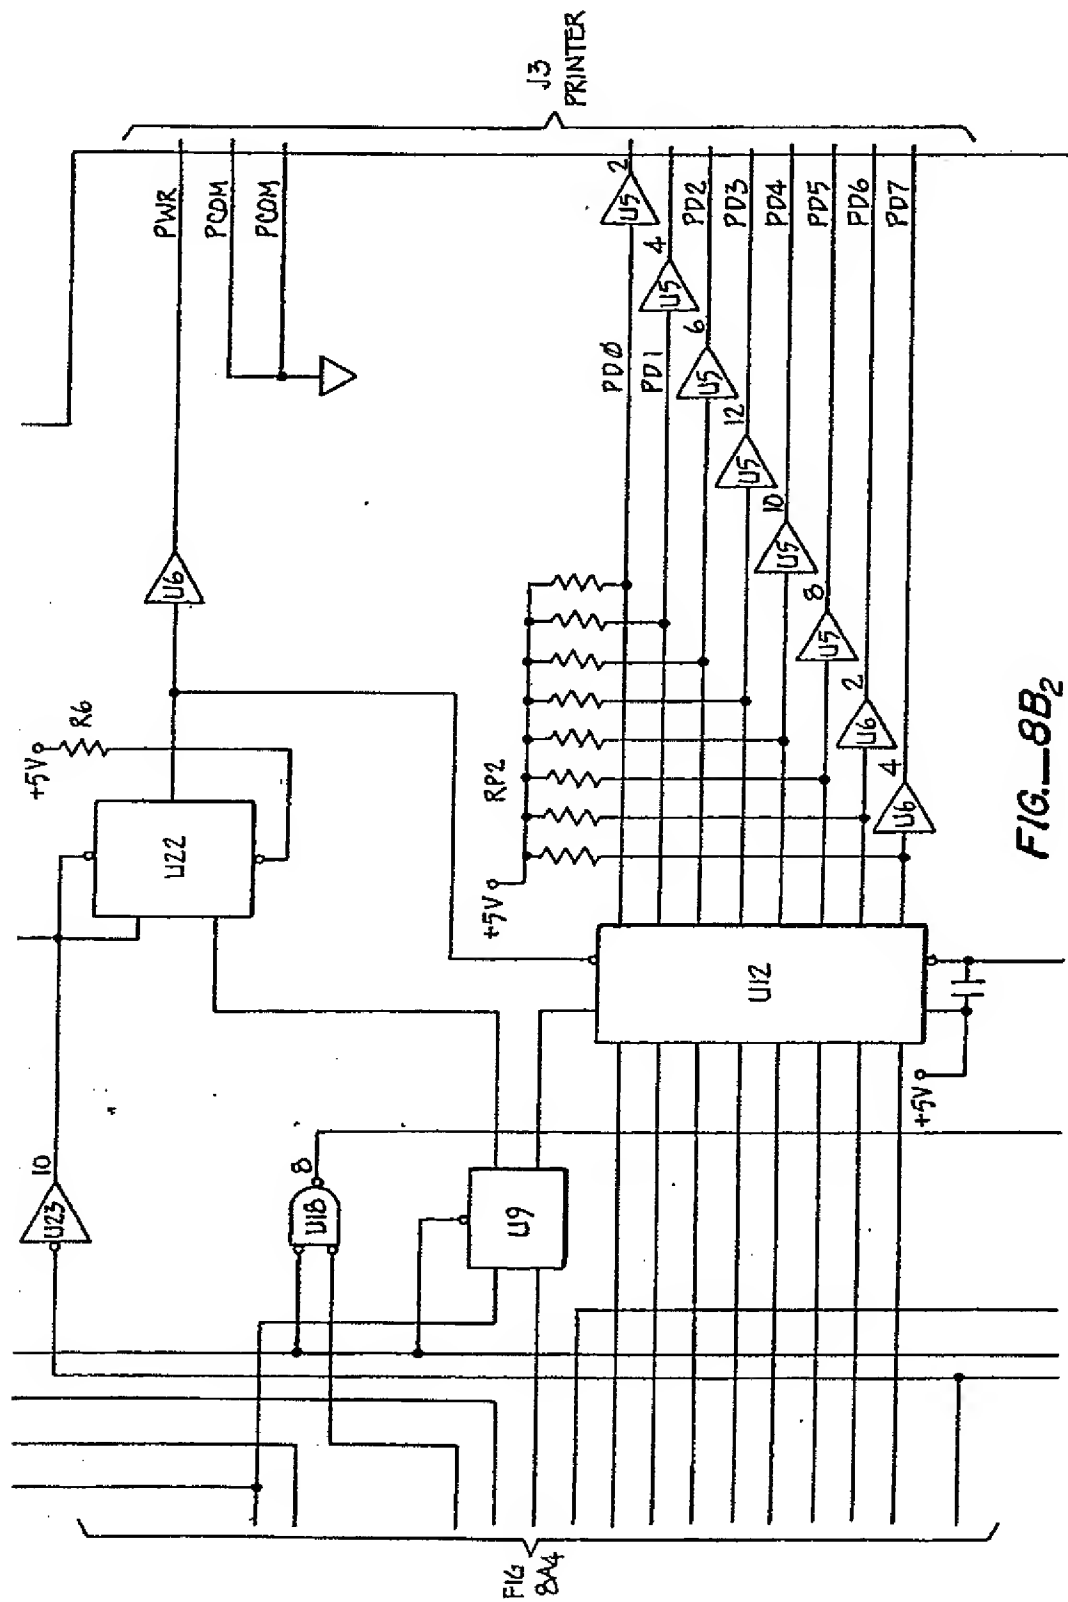 J3
PRINTER
PWR
PCOM
PCOM
2
U5
4
U5
PD2
6
U5
PD3
12
U5
PD4
10
U5
PD5
8
U5
PD6
2
U6
PD7
4
U6
PDØ
PD1
U6
+5V
R6
U22
RP2
+5V
U12
+5V
10
U23
8
U18
U9
FIG
8A4
FIG._8B2